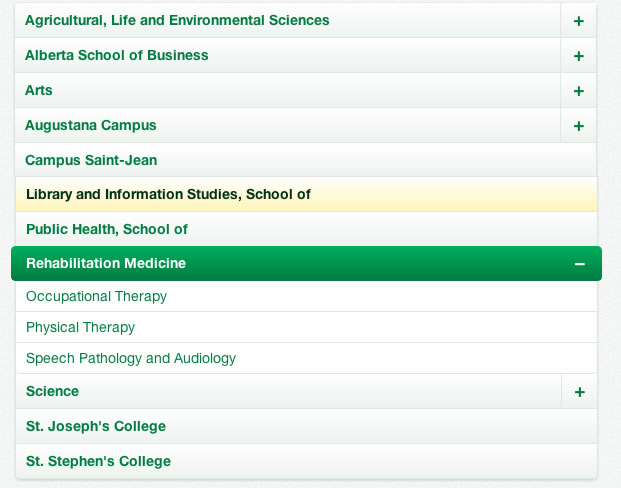 Agricultural, Life and Environmental Sciences +
Alberta School of Business +
Arts +
Augustana Campus +
Campus Saint-Jean
Library and Information Studies, School of
Public Health, School of
Rehabilitation Medicine −
Occupational Therapy
Physical Therapy
Speech Pathology and Audiology
Science +
St. Joseph's College
St. Stephen's College